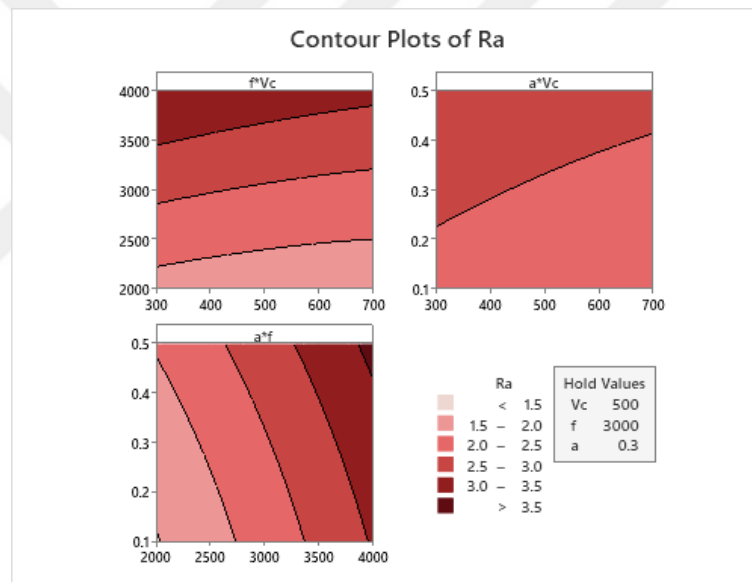 Contour Plots of Ra
f*Vc
4000
3500
3000
2500
2000
300 400 500 600 700
a*Vc
0.5
0.4
0.3
0.2
0.1
300 400 500 600 700
a*f
0.5
0.4
0.3
0.2
0.1
2000 2500 3000 3500 4000
Ra
< 1.5
1.5 – 2.0
2.0 – 2.5
2.5 – 3.0
3.0 – 3.5
> 3.5
Hold Values
Vc 500
f 3000
a 0.3